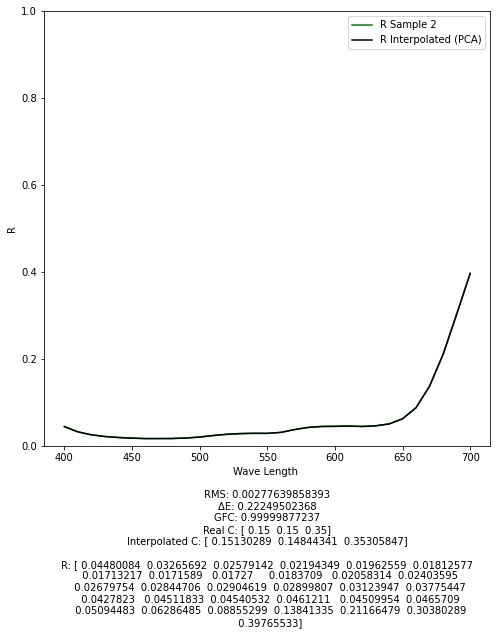 1.0
0.8
0.6
0.4
0.2
0.0
R
R Sample 2
R Interpolated (PCA)
400 450 500 550 600 650 700
Wave Length
RMS: 0.00277639858393
ΔE: 0.22249502368
GFC: 0.99999877237
Real C: [ 0.15 0.15 0.35]
Interpolated C: [ 0.15130289 0.14844341 0.35305847]
R: [ 0.04480084 0.03265692 0.02579142 0.02194349 0.01962559 0.01812577
0.01713217 0.0171589 0.01727 0.0183709 0.02058314 0.02403595
0.02679754 0.02844706 0.02904619 0.02899807 0.03123947 0.03775447
0.0427823 0.04511833 0.04540532 0.0461211 0.04509954 0.0465709
0.05094483 0.06286485 0.08855299 0.13841335 0.21166479 0.30380289
0.39765533]